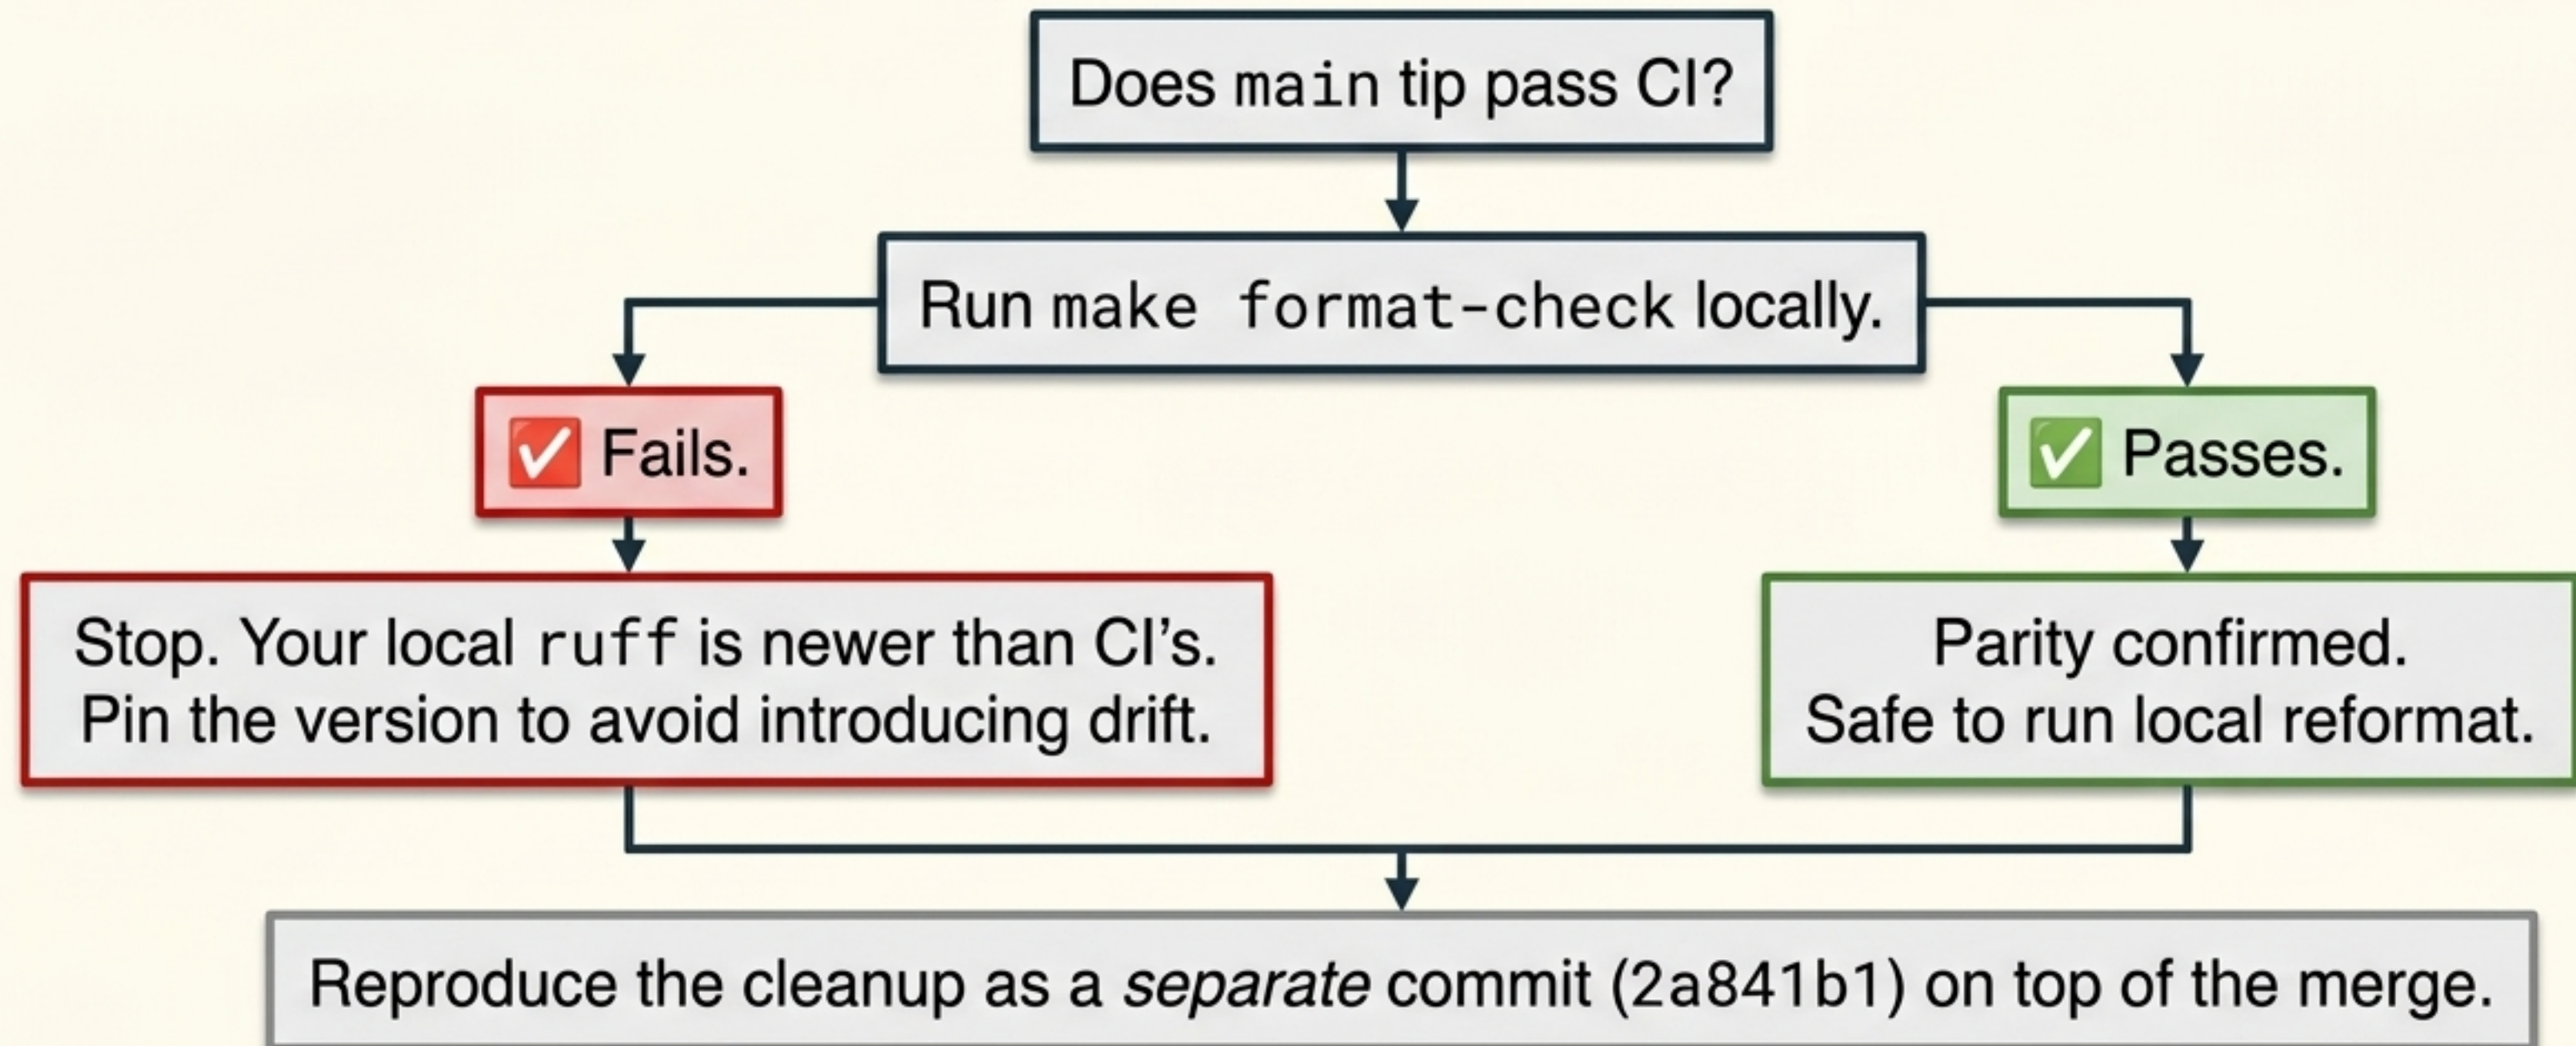 Does main tip pass CI?
Run make format-check locally.
✅ Fails.
✅ Passes.
Stop. Your local ruff is newer than CI’s.
Pin the version to avoid introducing drift.
Parity confirmed.
Safe to run local reformat.
Reproduce the cleanup as a separate commit (2a841b1) on top of the merge.